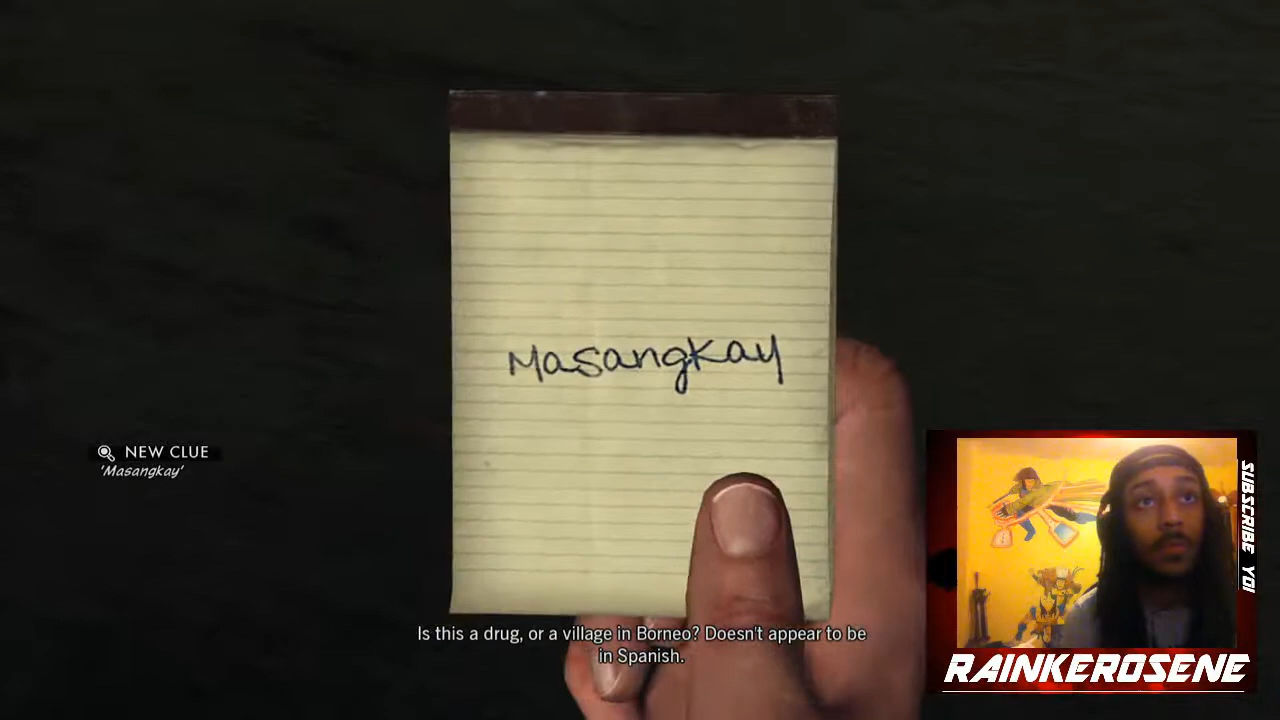 Masangkay
NEW CLUE
'Masangkay'
Is this a drug, or a village in Borneo? Doesn't appear to be
in Spanish.
SUBSCRIBE YO!
RAINKEROSENE